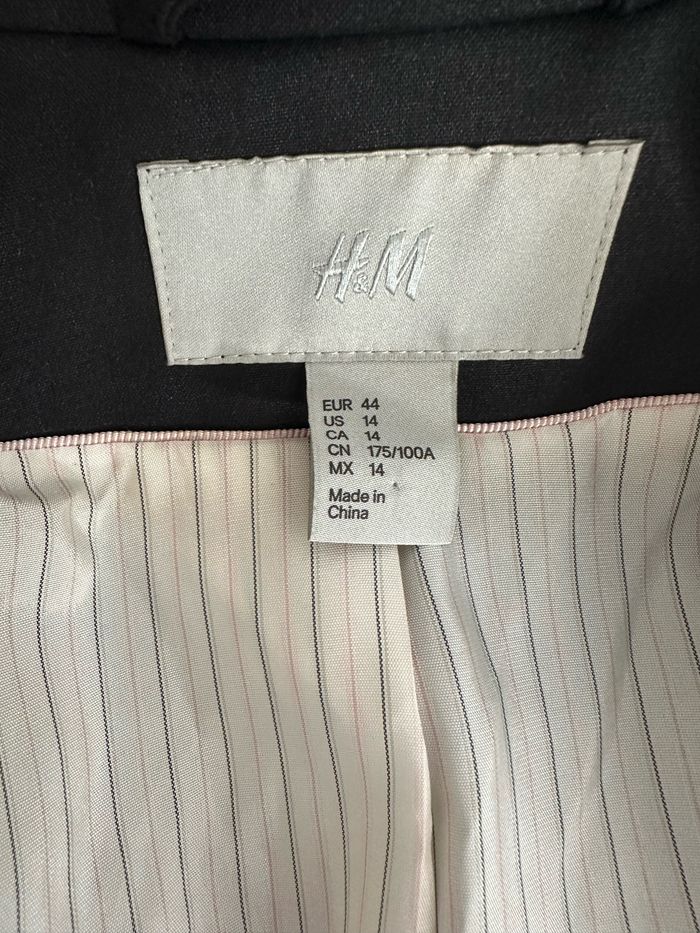 H&M
EUR 44
US 14
CA 14
CN 175/100A
MX 14
Made in
China